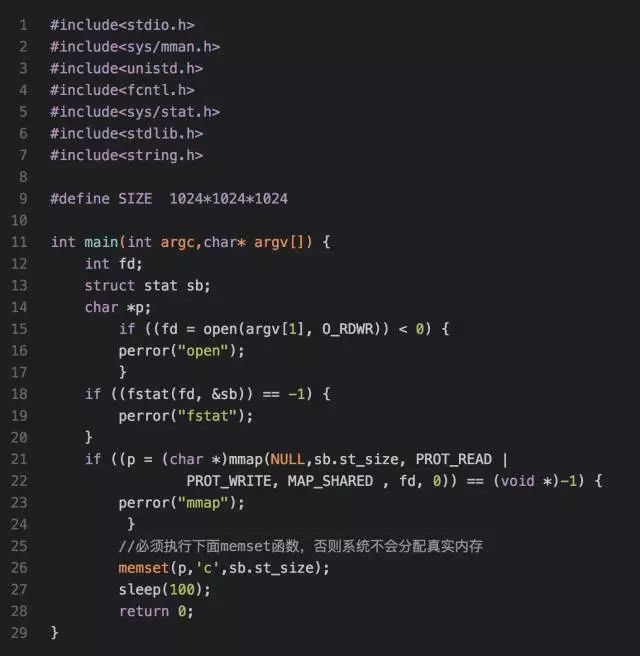 1 #include<stdio.h>
2 #include<sys/mman.h>
3 #include<unistd.h>
4 #include<fcntl.h>
5 #include<sys/stat.h>
6 #include<stdlib.h>
7 #include<string.h>
8
9 #define SIZE  1024*1024*1024
10
11 int main(int argc,char* argv[]) {
12     int fd;
13     struct stat sb;
14     char *p;
15         if ((fd = open(argv[1], O_RDWR)) < 0) {
16         perror("open");
17         }
18     if ((fstat(fd, &sb)) == -1) {
19         perror("fstat");
20     }
21     if ((p = (char *)mmap(NULL,sb.st_size, PROT_READ |
22                 PROT_WRITE, MAP_SHARED , fd, 0)) == (void *)-1) {
23         perror("mmap");
24          }
25         //必须执行下面memset函数，否则系统不会分配真实内存
26         memset(p,'c',sb.st_size);
27         sleep(100);
28         return 0;
29 }